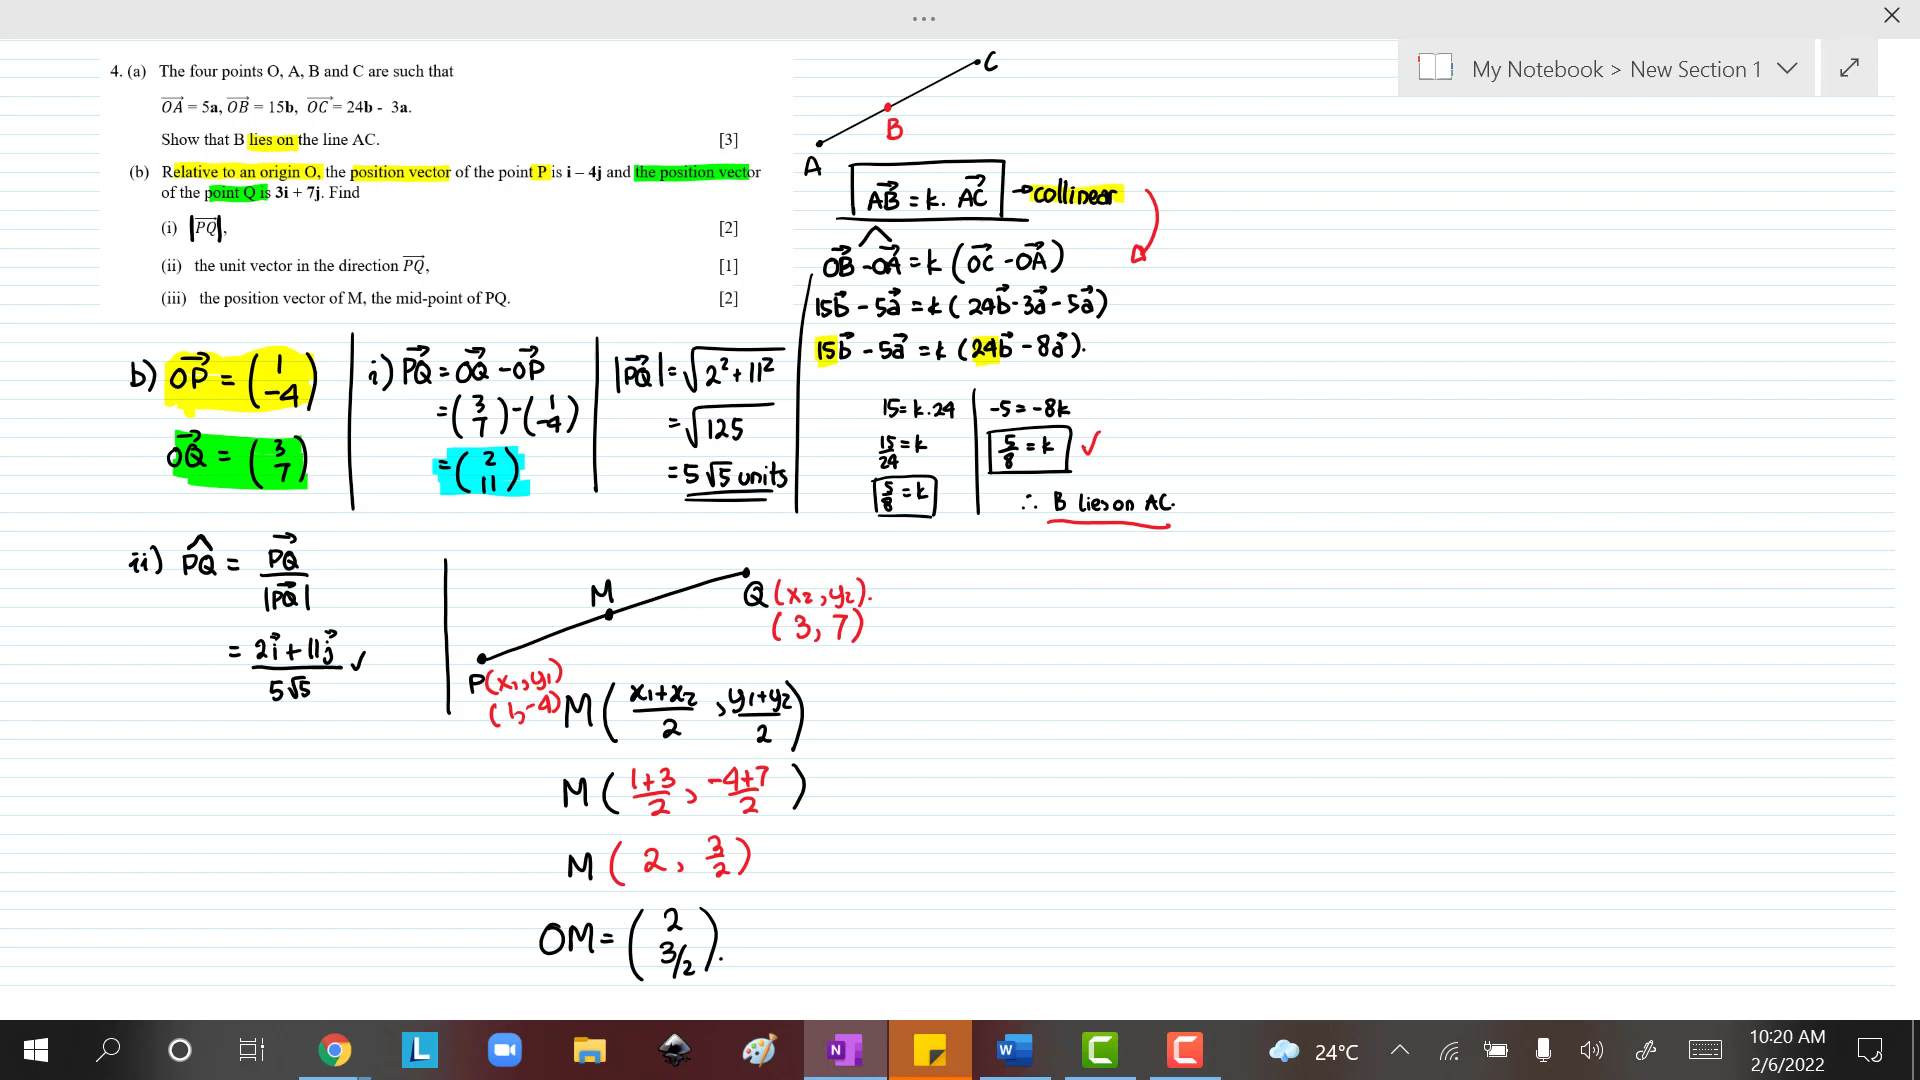 My Notebook > New Section 1
4. (a) The four points O, A, B and C are such that
OA = 5a, OB = 15b, OC = 24b - 3a.
Show that B lies on the line AC. [3]
(b) Relative to an origin O, the position vector of the point P is i – 4j and the position vector
of the point Q is 3i + 7j. Find
(i) |PQ|, [2]
(ii) the unit vector in the direction PQ, [1]
(iii) the position vector of M, the mid-point of PQ. [2]
C
B
A
AB = k. AC → collinear
OB - OA = k (OC - OA)
15b - 5a = k (24b - 3a - 5a)
15b - 5a = k (24b - 8a).
15 = k.24
15/24 = k
5/8 = k
-5 = -8k
5/8 = k ✓
∴ B lies on AC.
b) OP = (1 -4)
OQ = (3 7)
i) PQ = OQ - OP
= (3 7) - (1 -4)
= (2 11)
|PQ| = √2² + 11²
= √125
= 5√5 units
ii) PQ = PQ/|PQ|
= 2i + 11j / 5√5 ✓
M
Q (x2, y2).
(3, 7)
P(x1, y1)
(1, -4)
M (x1+x2/2, y1+y2/2)
M (1+3/2, -4+7/2)
M (2, 3/2)
OM = (2 3/2).
24°C
10:20 AM
2/6/2022